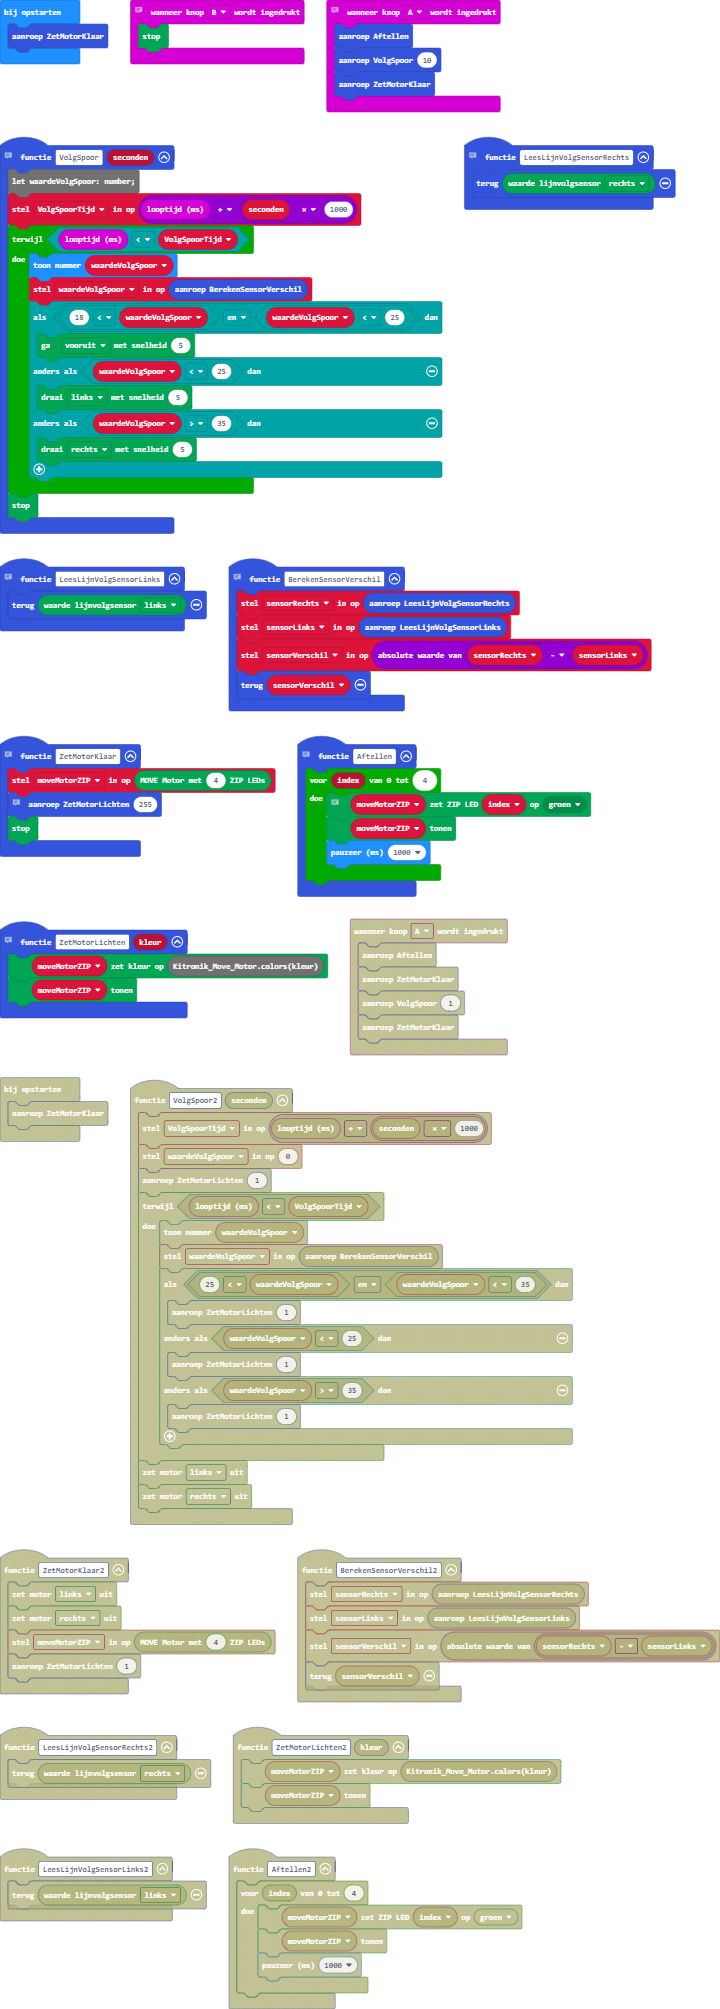 bij opstarten
aanroep ZetMotorKlaar
wanneer knop B wordt ingedrukt
stop
wanneer knop A wordt ingedrukt
aanroep Aftellen
aanroep VolgSpoor 10
aanroep ZetMotorKlaar
functie VolgSpoor seconden
let waardeVolgSpoor: number;
stel VolgSpoorTijd in op looptijd (ms) + seconden × 1000
terwijl looptijd (ms) < VolgSpoorTijd
doe
toon nummer waardeVolgSpoor
stel waardeVolgSpoor in op aanroep BerekenSensorVerschil
als 18 < waardeVolgSpoor en waardeVolgSpoor < 25 dan
ga vooruit met snelheid 5
anders als waardeVolgSpoor < 25 dan
draai links met snelheid 5
anders als waardeVolgSpoor > 35 dan
draai rechts met snelheid 5
stop
functie LeesLijnVolgSensorRechts
terug waarde lijnvolgsensor rechts
functie LeesLijnVolgSensorLinks
terug waarde lijnvolgsensor links
functie BerekenSensorVerschil
stel sensorRechts in op aanroep LeesLijnVolgSensorRechts
stel sensorLinks in op aanroep LeesLijnVolgSensorLinks
stel sensorVerschil in op absolute waarde van sensorRechts - sensorLinks
terug sensorVerschil
functie ZetMotorKlaar
stel moveMotorZIP in op MOVE Motor met 4 ZIP LEDs
aanroep ZetMotorLichten 255
stop
functie Aftellen
voor index van 0 tot 4
doe moveMotorZIP zet ZIP LED index op groen
moveMotorZIP tonen
pauzeer (ms) 1000
functie ZetMotorLichten kleur
moveMotorZIP zet kleur op Kitronik_Move_Motor.colors(kleur)
moveMotorZIP tonen
wanneer knop A wordt ingedrukt
aanroep Aftellen
aanroep ZetMotorKlaar
aanroep VolgSpoor 1
aanroep ZetMotorKlaar
bij opstarten
aanroep ZetMotorKlaar
functie VolgSpoor2 seconden
stel VolgSpoorTijd in op looptijd (ms) + seconden × 1000
stel waardeVolgSpoor in op 0
aanroep ZetMotorLichten 1
terwijl looptijd (ms) < VolgSpoorTijd
doe
toon nummer waardeVolgSpoor
stel waardeVolgSpoor in op aanroep BerekenSensorVerschil
als 25 < waardeVolgSpoor en waardeVolgSpoor < 35 dan
aanroep ZetMotorLichten 1
anders als waardeVolgSpoor < 25 dan
aanroep ZetMotorLichten 1
anders als waardeVolgSpoor > 35 dan
aanroep ZetMotorLichten 1
zet motor links uit
zet motor rechts uit
functie ZetMotorKlaar2
zet motor links uit
zet motor rechts uit
stel moveMotorZIP in op MOVE Motor met 4 ZIP LEDs
aanroep ZetMotorLichten 1
functie BerekenSensorVerschil2
stel sensorRechts in op aanroep LeesLijnVolgSensorRechts
stel sensorLinks in op aanroep LeesLijnVolgSensorLinks
stel sensorVerschil in op absolute waarde van sensorRechts - sensorLinks
terug sensorVerschil
functie LeesLijnVolgSensorRechts2
terug waarde lijnvolgsensor rechts
functie ZetMotorLichten2 kleur
moveMotorZIP zet kleur op Kitronik_Move_Motor.colors(kleur)
moveMotorZIP tonen
functie LeesLijnVolgSensorLinks2
terug waarde lijnvolgsensor links
functie Aftellen2
voor index van 0 tot 4
doe moveMotorZIP zet ZIP LED index op groen
moveMotorZIP tonen
pauzeer (ms) 1000